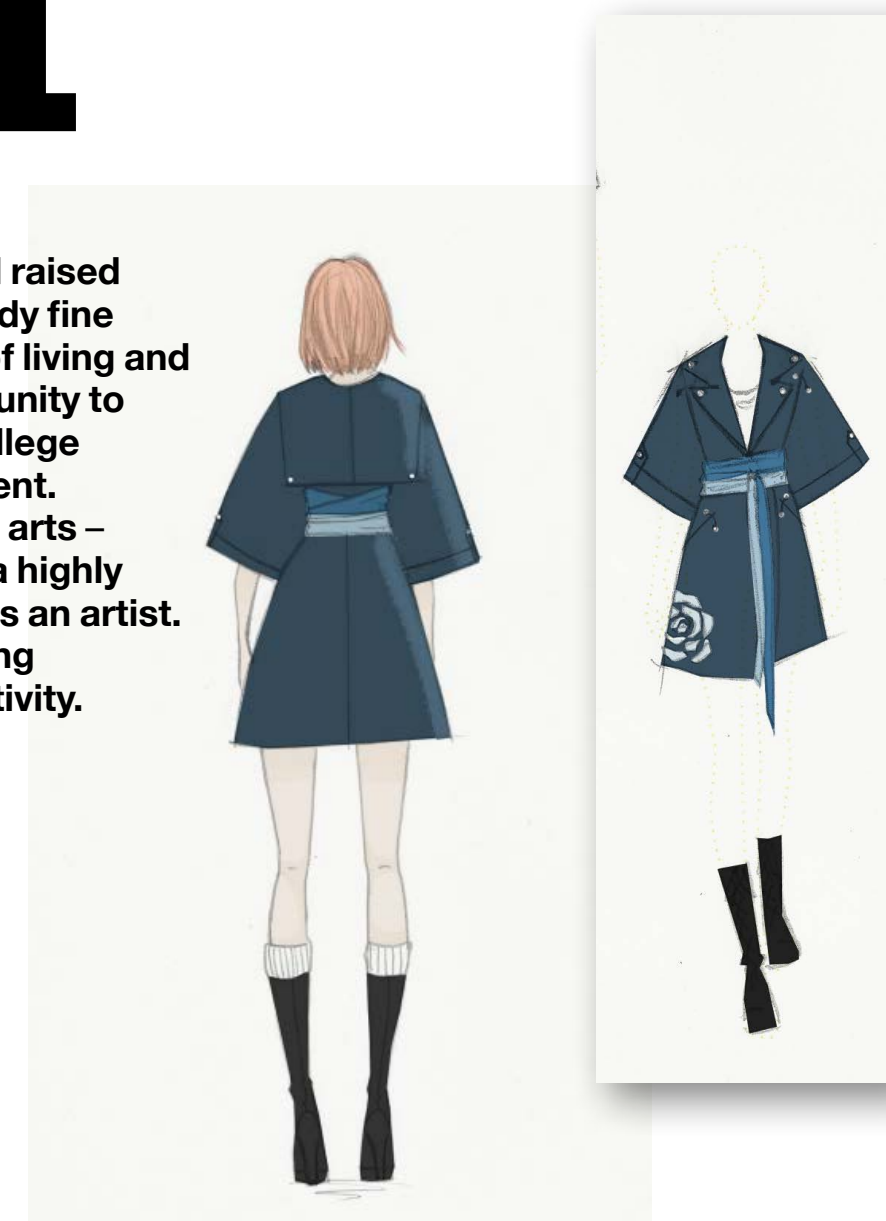 raised
dy fine
f living and
unity to
llege
ent.
arts –
a highly
s an artist.
ng
tivity.